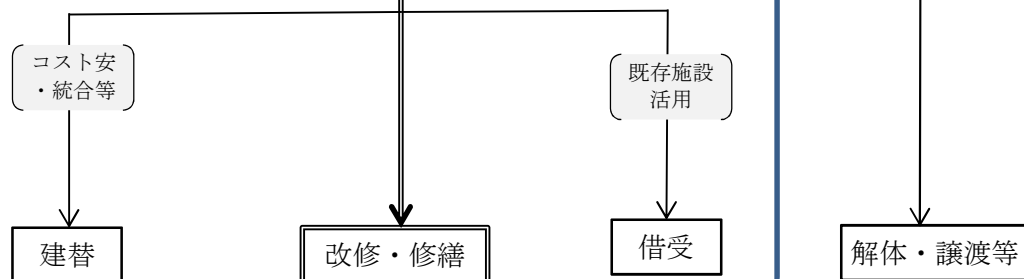 コスト安
・統合等
既存施設
活用
建替
改修・修繕
借受
解体・譲渡等